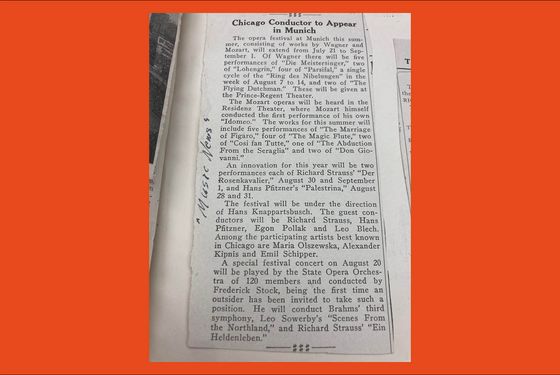 Chicago Conductor to Appear
in Munich
The opera festival at Munich this sum-
mer, consisting of works by Wagner and
Mozart, will extend from July 21 to Sep-
tember 1. Of Wagner there will be five
performances of "Die Meistertinger," two
of "Lohengrin," four of "Parsifal," a single
cycle of the "Ring des Nibelungen" in the
week of August 7 to 14, and two of "The
Flying Dutchman." These will be given at
the Prince-Regent Theater.
The Mozart operas will be heard in the
Residenz Theater, where Mozart himself
conducted the first performance of his own
"Idomeo." The works for this summer will
include five performances of "The Marriage
of Figaro," four of "The Magic Flute," two
of "Cosi fan Tutte," one of "The Abduction
From the Seraglia" and two of "Don Gio-
vanni."
An innovation for this year will be two
performances each of Richard Strauss' "Der
Rosenkavalier," August 30 and September
1, and Hans Pfitzner's "Palestrina," August
28 and 31.
The festival will be under the direction
of Hans Knappartsbusch. The guest con-
ductors will be Richard Strauss, Hans
Pfitzner, Egon Pollak and Leo Blech.
Among the participating artists best known
in Chicago are Maria Olszewska, Alexander
Kipnis and Emil Schipper.
A special festival concert on August 20
will be played by the State Opera Orches-
tra of 120 members and conducted by
Frederick Stock, being the first time an
outsider has been invited to take such a
position. He will conduct Brahms' third
symphony, Leo Sowerby's "Scenes From
the Northland," and Richard Strauss' "Ein
Heldenleben."
"Music News"